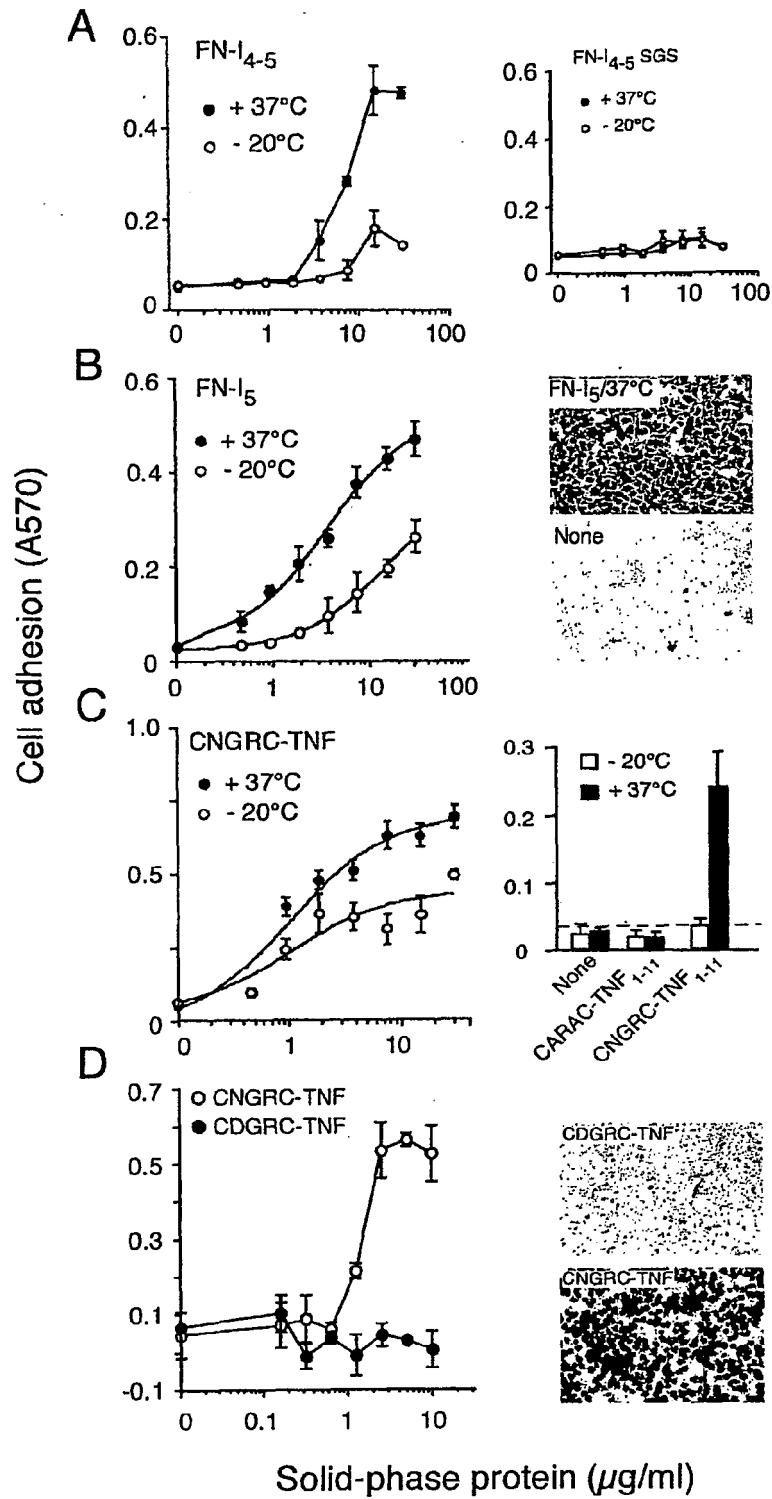 A
FN-I4-5
+ 37°C
- 20°C
0.6
0.4
0.2
0
0
1
10
100
FN-I4-5 SGS
+ 37°C
- 20°C
0.6
0.4
0.2
0
0
1
10
100
B
FN-I5
+ 37°C
- 20°C
0.6
0.4
0.2
0
0
1
10
100
FN-I5/37°C
None
Cell adhesion (A570)
C
CNGRC-TNF
+ 37°C
- 20°C
1.0
0.5
0
0
1
10
- 20°C
+ 37°C
0.3
0.2
0.1
0
None
CARAC-TNF 1-11
CNGRC-TNF 1-11
D
CNGRC-TNF
CDGRC-TNF
0.7
0.5
0.3
0.1
-0.1
0
0.1
1
10
CDGRC-TNF
CNGRC-TNF
Solid-phase protein (µg/ml)